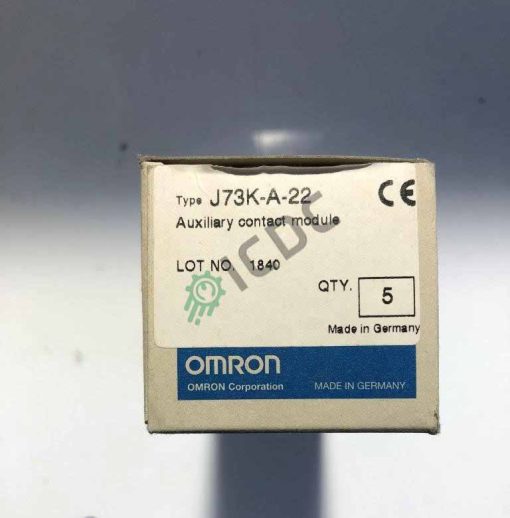 Type J73K-A-22
CE
Auxiliary contact module
LOT NO. 1840
QTY. 5
Made in Germany
ICDC
OMRON
OMRON Corporation
MADE IN GERMANY